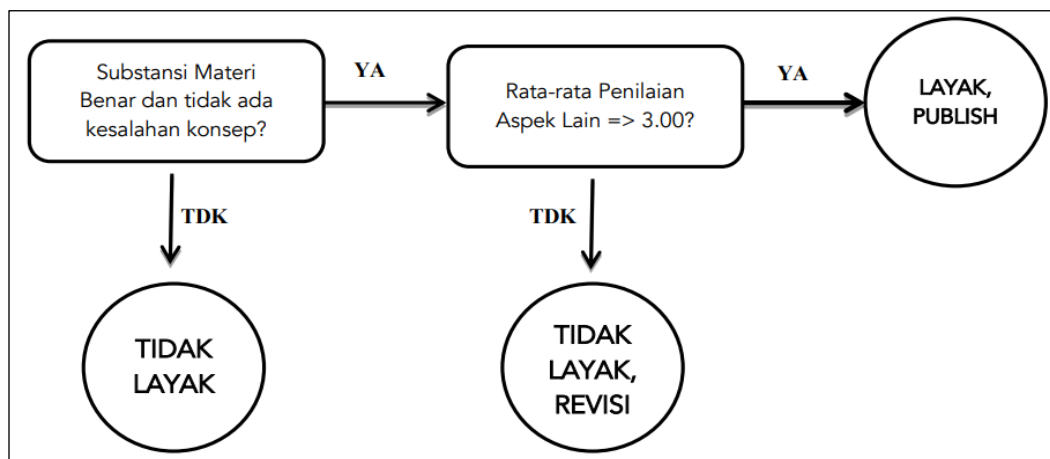 Substansi Materi
Benar dan tidak ada
kesalahan konsep?
YA
Rata-rata Penilaian
Aspek Lain => 3.00?
YA
LAYAK,
PUBLISH
TDK
TDK
TIDAK
LAYAK
TIDAK
LAYAK,
REVISI